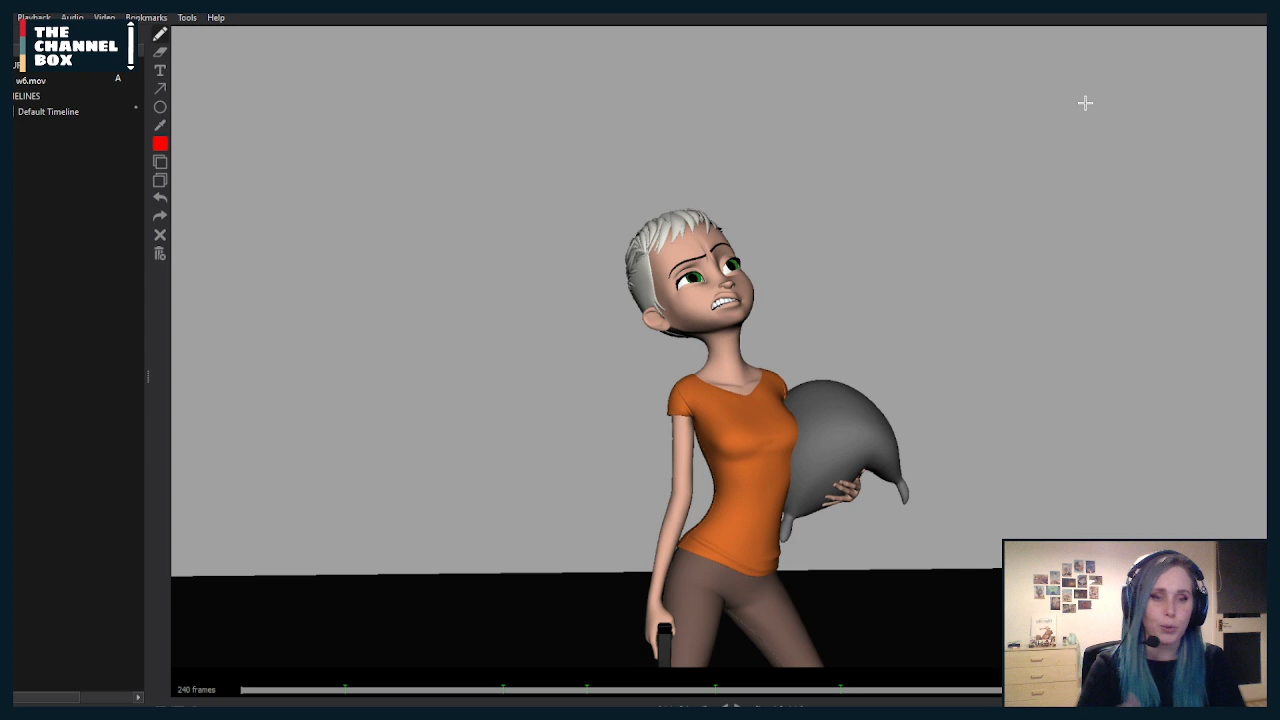 Playback Audio Video Bookmarks Tools Help
THE
CHANNEL
BOX
w6.mov A
ELINES
Default Timeline
240 frames